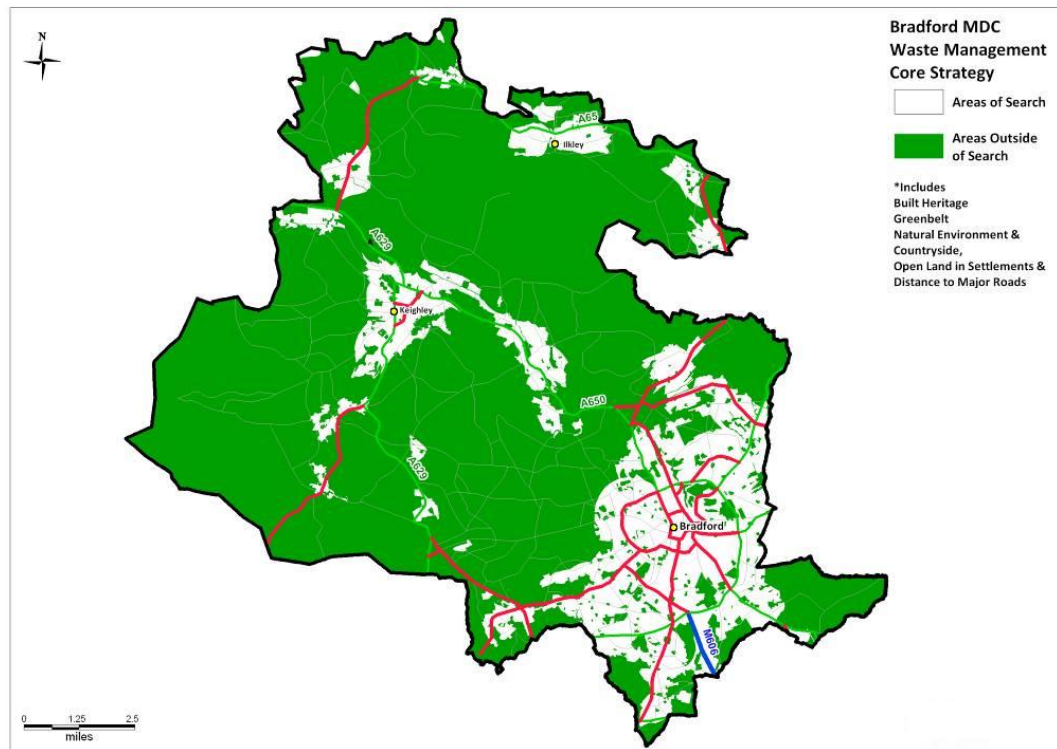 N
Bradford MDC
Waste Management
Core Strategy
Areas of Search
Areas Outside
of Search
*Includes
Built Heritage
Greenbelt
Natural Environment &
Countryside,
Open Land in Settlements &
Distance to Major Roads
A65
Ilkley
A629
Keighley
A650
A629
Bradford
M606
0 1.25 2.5
miles